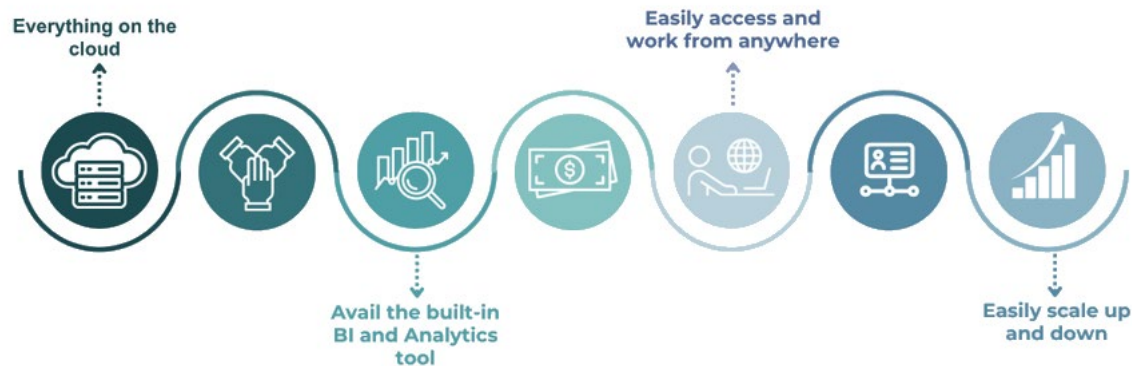 Everything on the
cloud
Avail the built-in
BI and Analytics
tool
Easily access and
work from anywhere
Easily scale up
and down
$